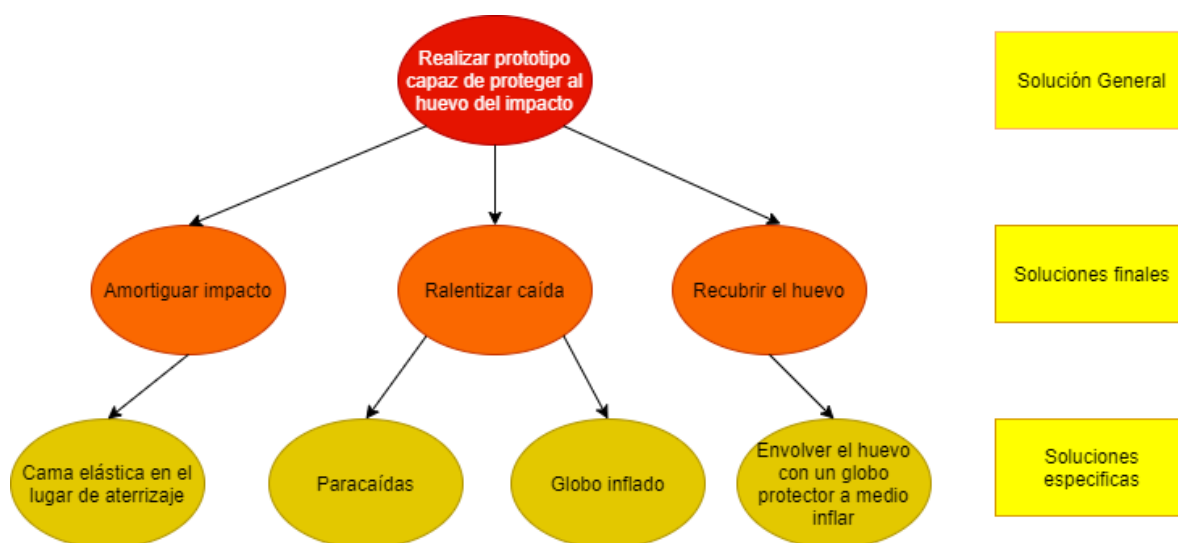 Realizar prototipo
capaz de proteger al
huevo del impacto
Solución General
Amortiguar impacto
Ralentizar caída
Recubrir el huevo
Soluciones finales
Cama elástica en el
lugar de aterrizaje
Paracaídas
Globo inflado
Envolver el huevo
con un globo
protector a medio
inflar
Soluciones
especificas